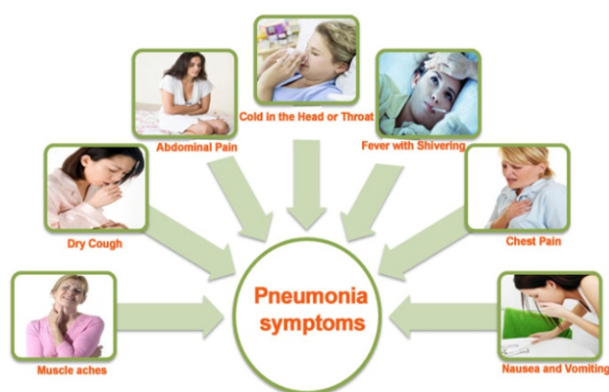 Cold in the Head or Throat
Abdominal Pain
Fever with Shivering
Dry Cough
Chest Pain
Pneumonia
symptoms
Muscle aches
Nausea and Vomiting